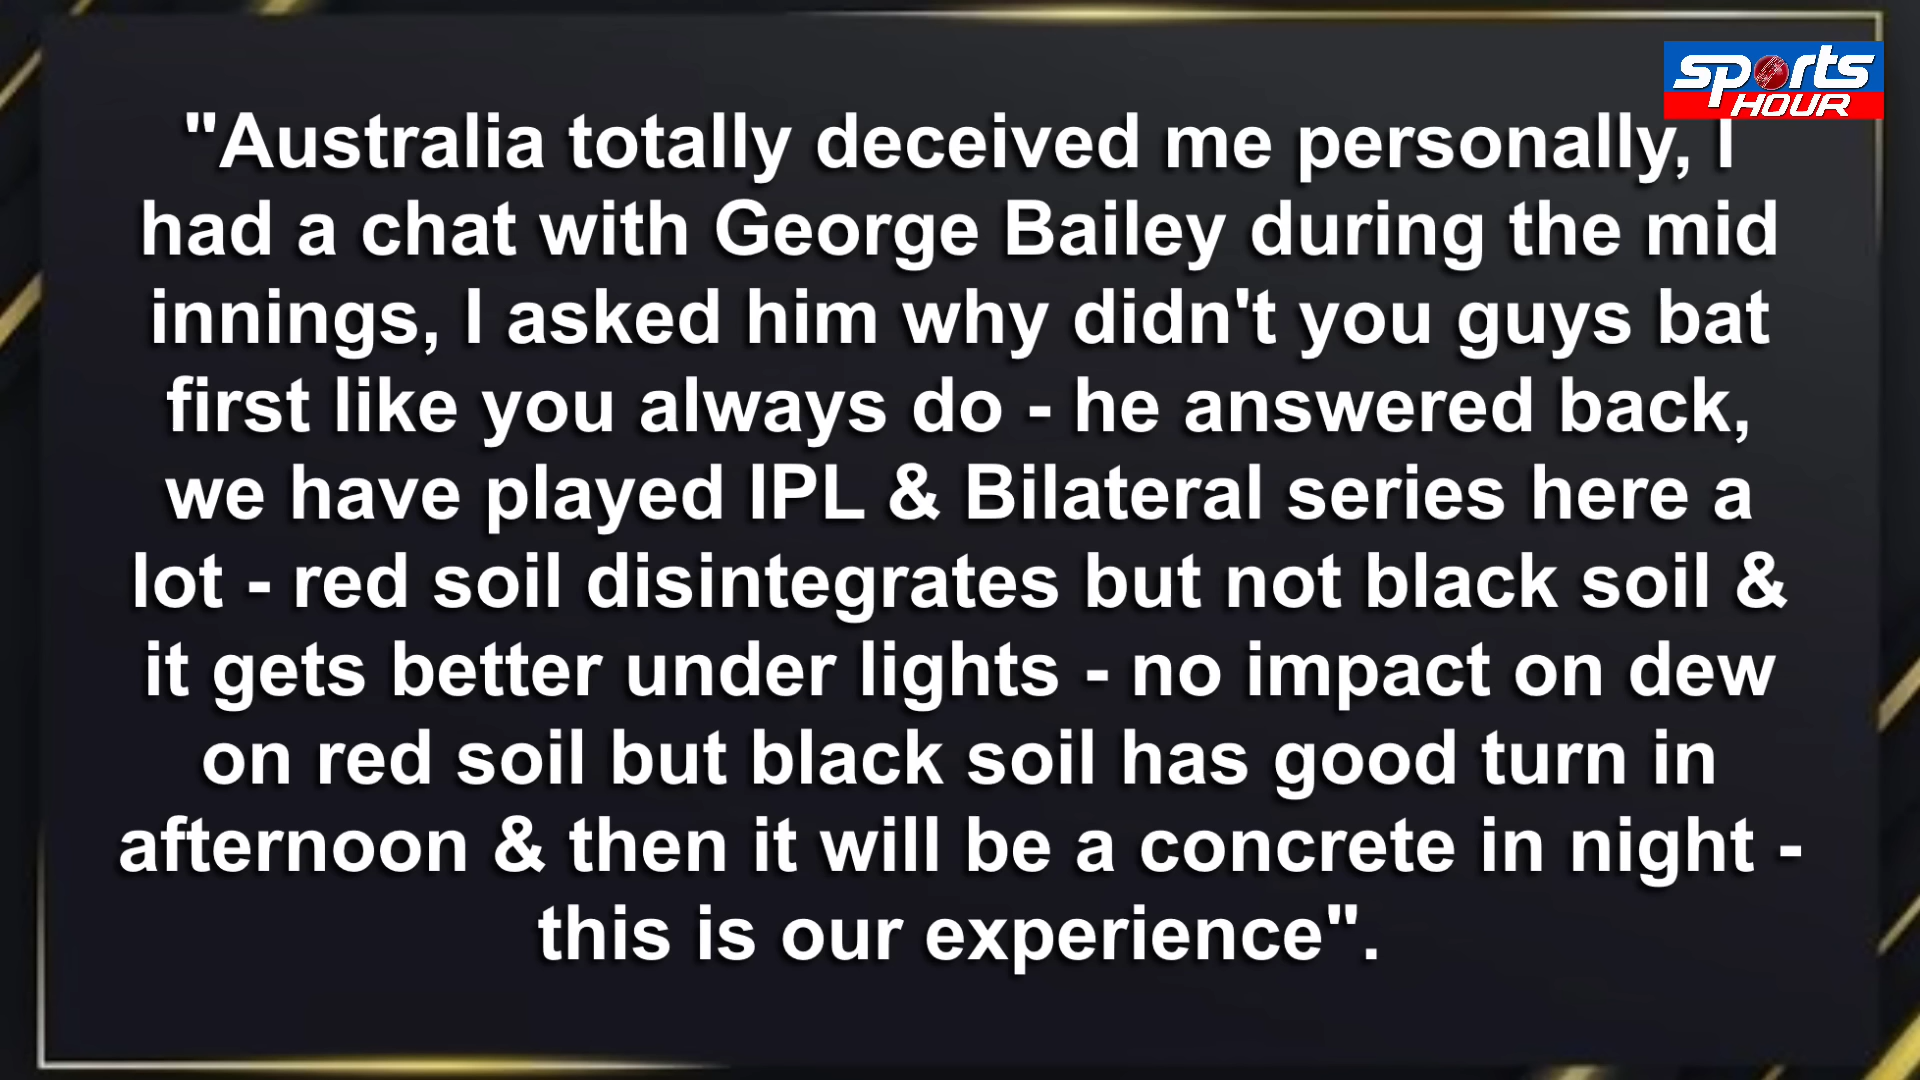 sports
HOUR
"Australia totally deceived me personally, I
had a chat with George Bailey during the mid
innings, I asked him why didn't you guys bat
first like you always do - he answered back,
we have played IPL & Bilateral series here a
lot - red soil disintegrates but not black soil &
it gets better under lights - no impact on dew
on red soil but black soil has good turn in
afternoon & then it will be a concrete in night -
this is our experience".